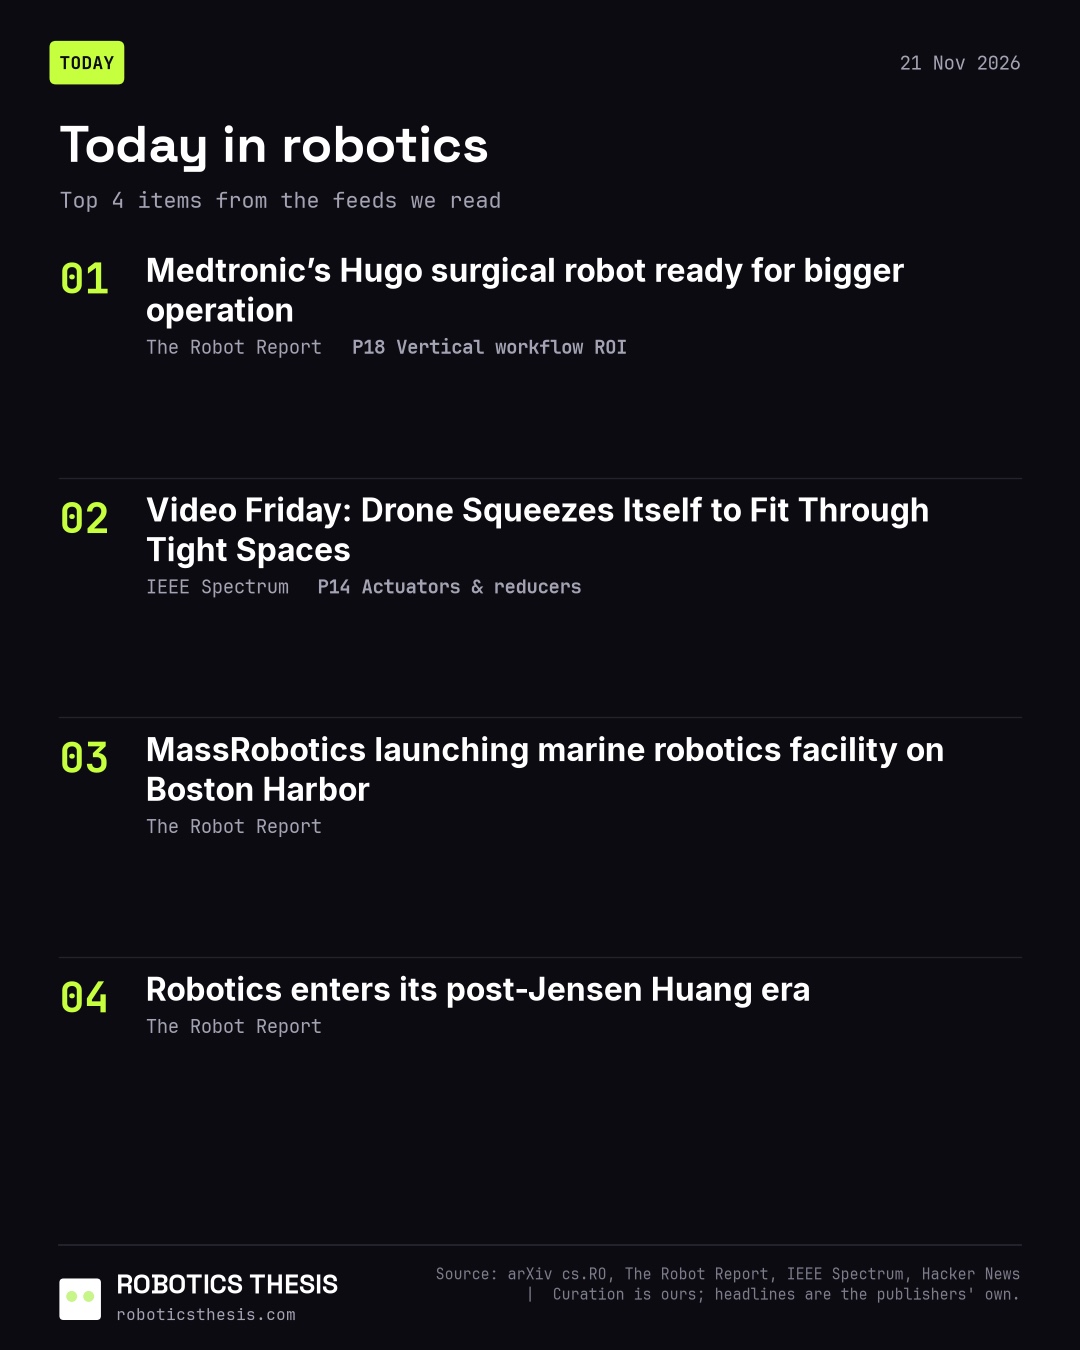 TODAY
21 Nov 2026
Today in robotics
Top 4 items from the feeds we read
01
Medtronic’s Hugo surgical robot ready for bigger
operation
The Robot Report P18 Vertical workflow ROI
02
Video Friday: Drone Squeezes Itself to Fit Through
Tight Spaces
IEEE Spectrum P14 Actuators & reducers
03
MassRobotics launching marine robotics facility on
Boston Harbor
The Robot Report
04
Robotics enters its post-Jensen Huang era
The Robot Report
ROBOTICS THESIS
roboticsthesis.com
Source: arXiv cs.RO, The Robot Report, IEEE Spectrum, Hacker News
| Curation is ours; headlines are the publishers' own.